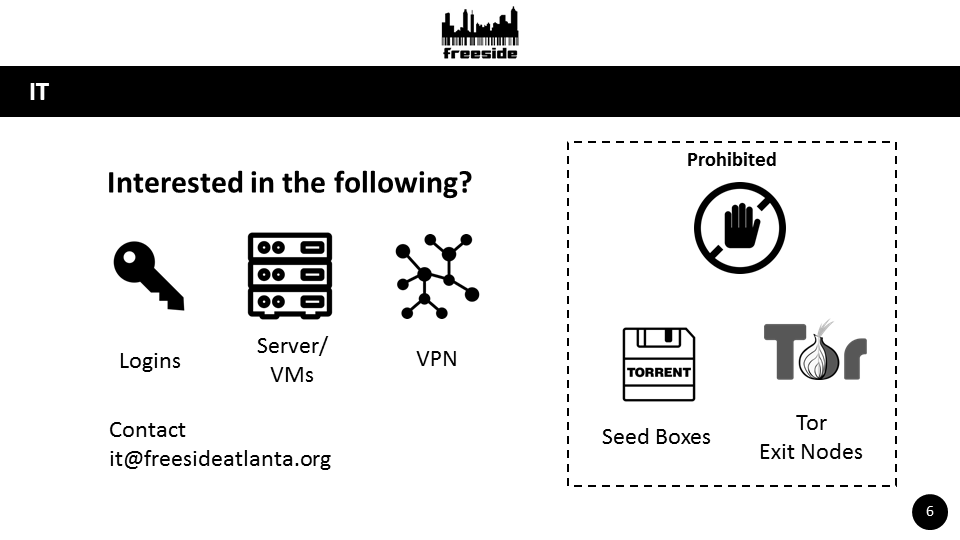 freeside
IT
Interested in the following?
Logins
Server/
VMs
VPN
Contact
it@freesideatlanta.org
Prohibited
TORRENT
Seed Boxes
Tor
Tor
Exit Nodes
6